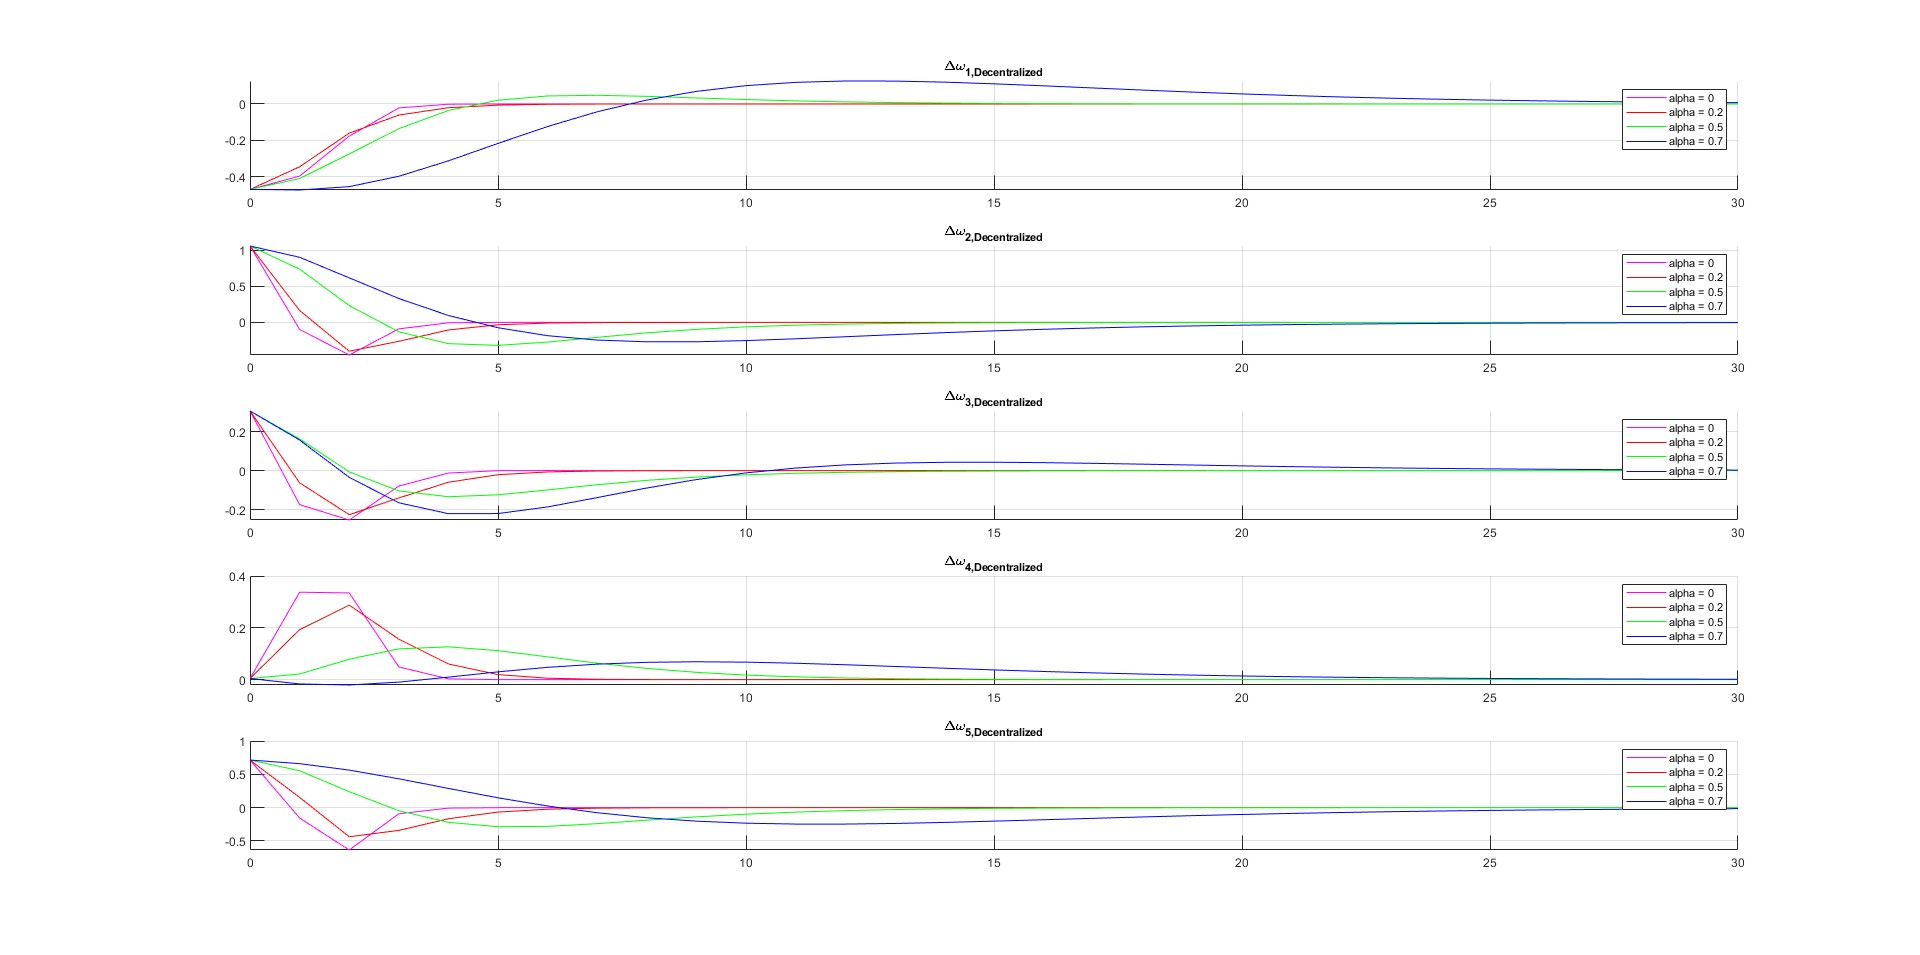 Δω1,Decentralized
0
-0.2
-0.4
0 5 10 15 20 25 30
alpha = 0
alpha = 0.2
alpha = 0.5
alpha = 0.7
Δω2,Decentralized
1
0.5
0
0 5 10 15 20 25 30
alpha = 0
alpha = 0.2
alpha = 0.5
alpha = 0.7
Δω3,Decentralized
0.2
0
-0.2
0 5 10 15 20 25 30
alpha = 0
alpha = 0.2
alpha = 0.5
alpha = 0.7
Δω4,Decentralized
0.4
0.2
0
0 5 10 15 20 25 30
alpha = 0
alpha = 0.2
alpha = 0.5
alpha = 0.7
Δω5,Decentralized
1
0.5
0
-0.5
0 5 10 15 20 25 30
alpha = 0
alpha = 0.2
alpha = 0.5
alpha = 0.7